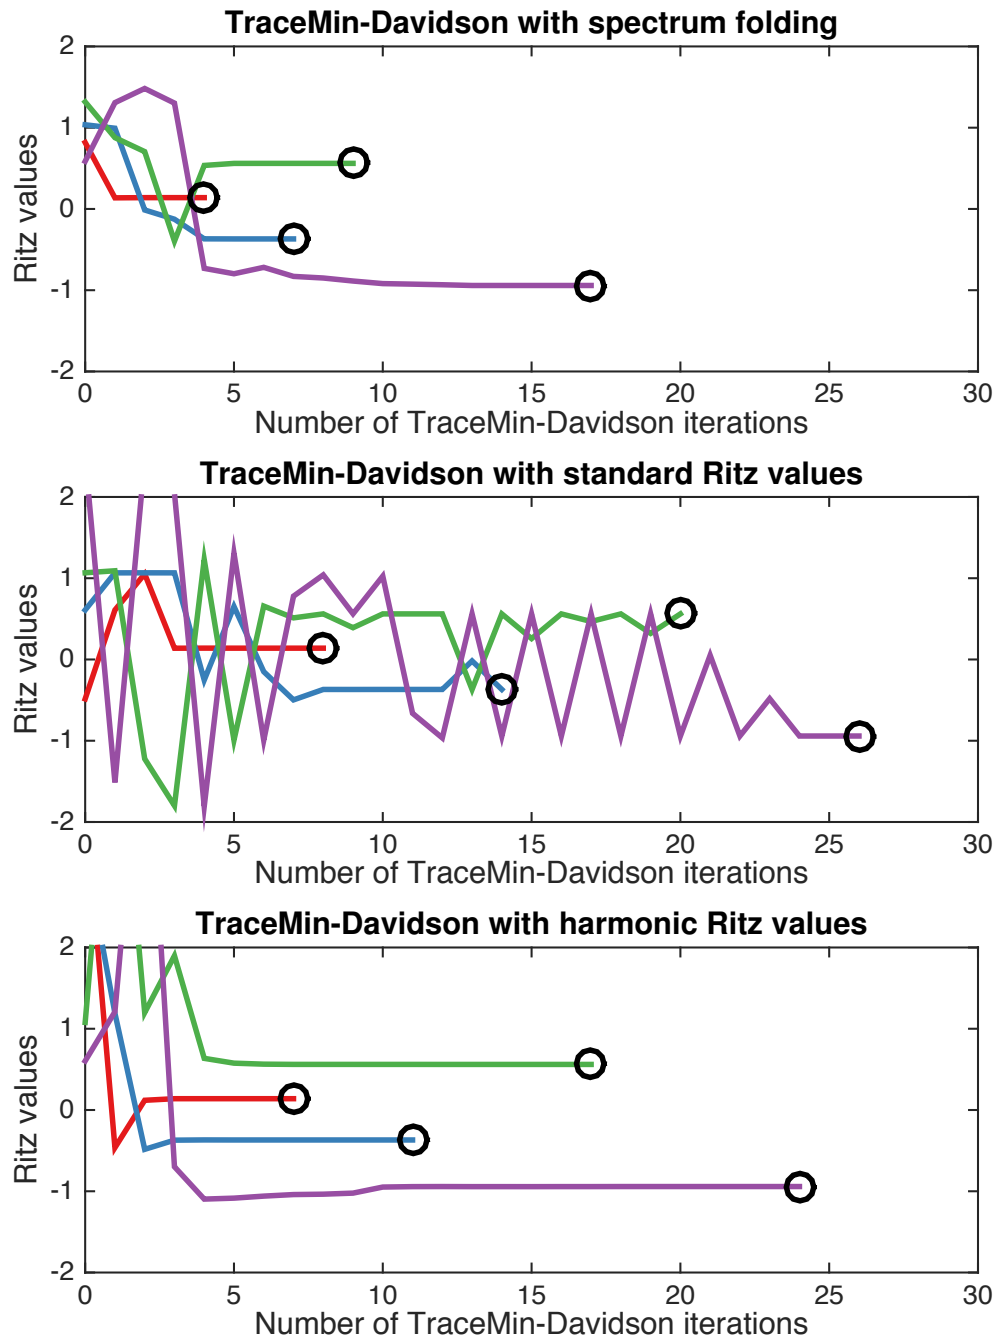 TraceMin-Davidson with spectrum folding
2
1
0
-1
-2
Ritz values
0 5 10 15 20 25 30
Number of TraceMin-Davidson iterations
TraceMin-Davidson with standard Ritz values
2
1
0
-1
-2
Ritz values
0 5 10 15 20 25 30
Number of TraceMin-Davidson iterations
TraceMin-Davidson with harmonic Ritz values
2
1
0
-1
-2
Ritz values
0 5 10 15 20 25 30
Number of TraceMin-Davidson iterations